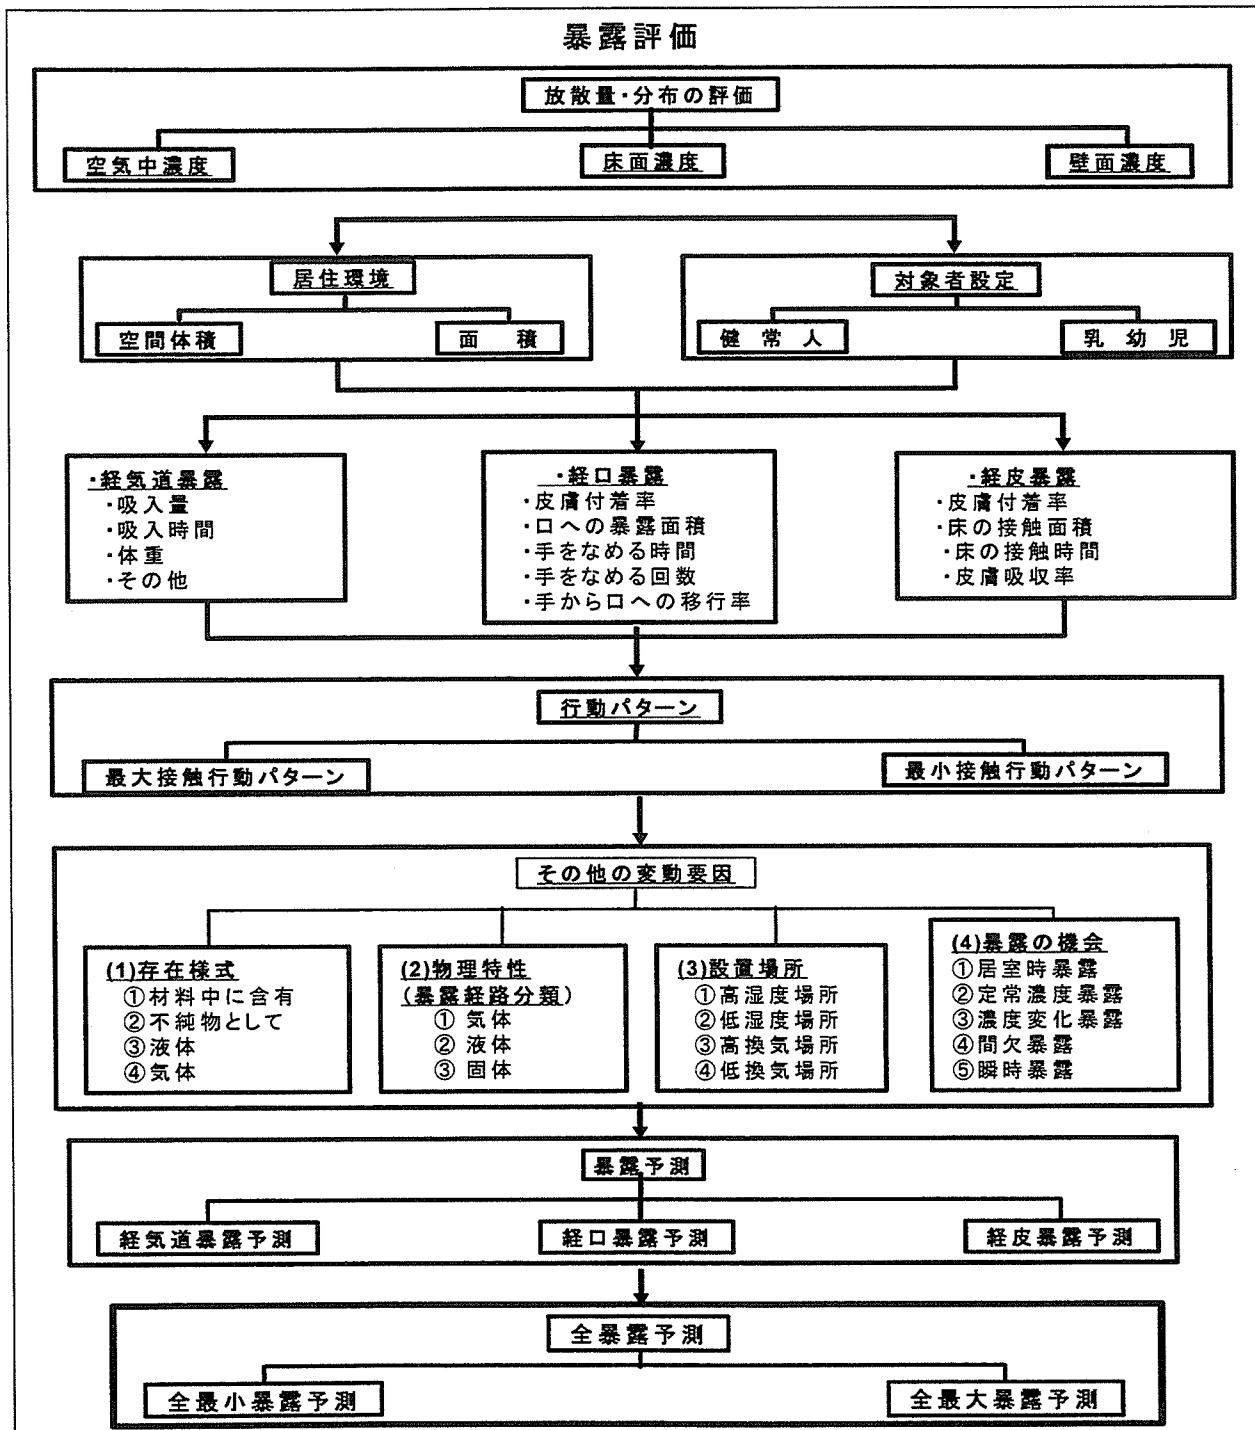 暴露評価
放散量・分布の評価
空気中濃度
床面濃度
壁面濃度
居住環境
空間体積
面 積
対象者設定
健 常 人
乳 幼 児
・経気道暴露
・吸入量
・吸入時間
・体重
・その他
・経口暴露
・皮膚付着率
・口への暴露面積
・手をなめる時間
・手をなめる回数
・手から口への移行率
・経皮暴露
・皮膚付着率
・床の接触面積
・床の接触時間
・皮膚吸収率
行動パターン
最大接触行動パターン
最小接触行動パターン
その他の変動要因
(1)存在様式
①材料中に含有
②不純物として
③液体
④気体
(2)物理特性
(暴露経路分類)
① 気体
② 液体
③ 固体
(3)設置場所
①高湿度場所
②低湿度場所
③高換気場所
④低換気場所
(4)暴露の機会
①居室時暴露
②定常濃度暴露
③濃度変化暴露
④間欠暴露
⑤瞬時暴露
暴露予測
経気道暴露予測
経口暴露予測
経皮暴露予測
全暴露予測
全最小暴露予測
全最大暴露予測